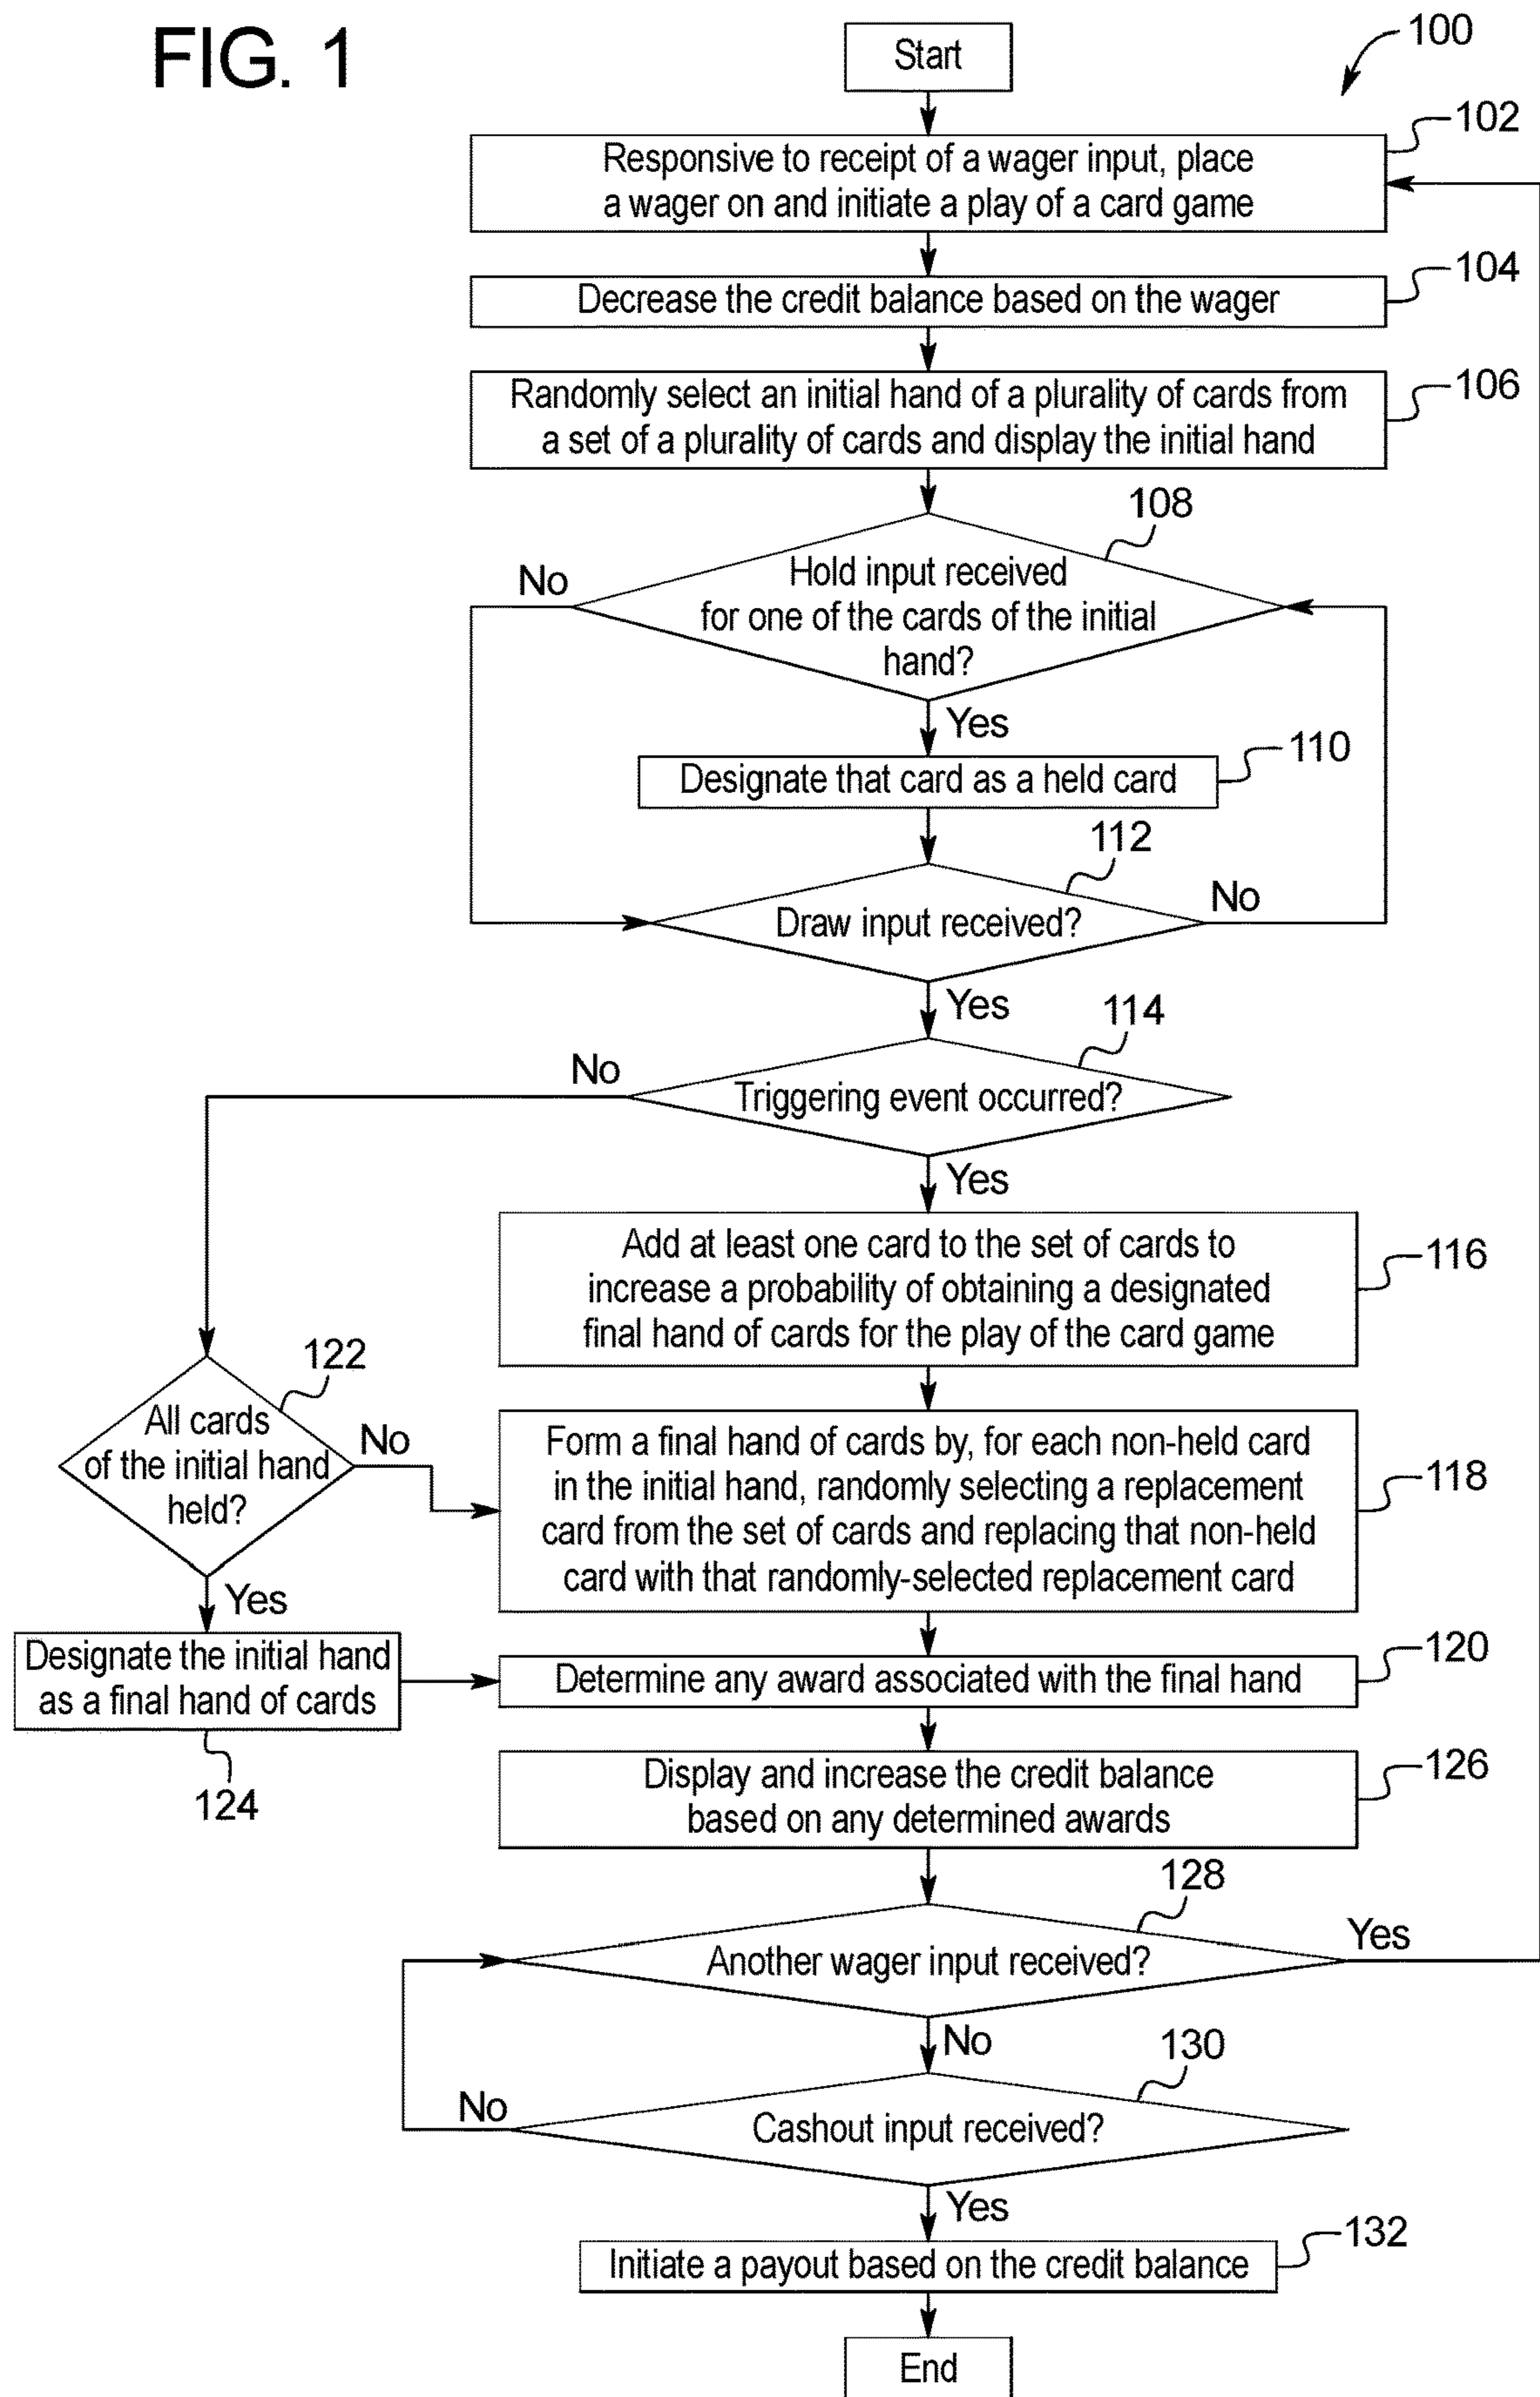 FIG. 1
Start
100
102
Responsive to receipt of a wager input, place
a wager on and initiate a play of a card game
104
Decrease the credit balance based on the wager
106
Randomly select an initial hand of a plurality of cards from
a set of a plurality of cards and display the initial hand
108
No
Hold input received
for one of the cards of the initial
hand?
Yes
110
Designate that card as a held card
112
No
Draw input received?
Yes
114
No
Triggering event occurred?
Yes
116
Add at least one card to the set of cards to
increase a probability of obtaining a designated
final hand of cards for the play of the card game
122
All cards
of the initial hand
held?
No
Yes
118
Form a final hand of cards by, for each non-held card
in the initial hand, randomly selecting a replacement
card from the set of cards and replacing that non-held
card with that randomly-selected replacement card
Designate the initial hand
as a final hand of cards
124
120
Determine any award associated with the final hand
126
Display and increase the credit balance
based on any determined awards
128
Another wager input received?
Yes
No
130
No
Cashout input received?
Yes
132
Initiate a payout based on the credit balance
End